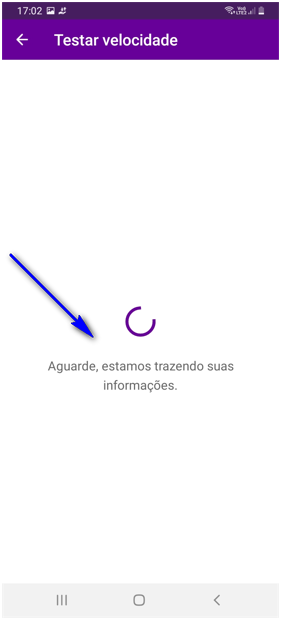 17:02
Testar velocidade
Aguarde, estamos trazendo suas
informações.